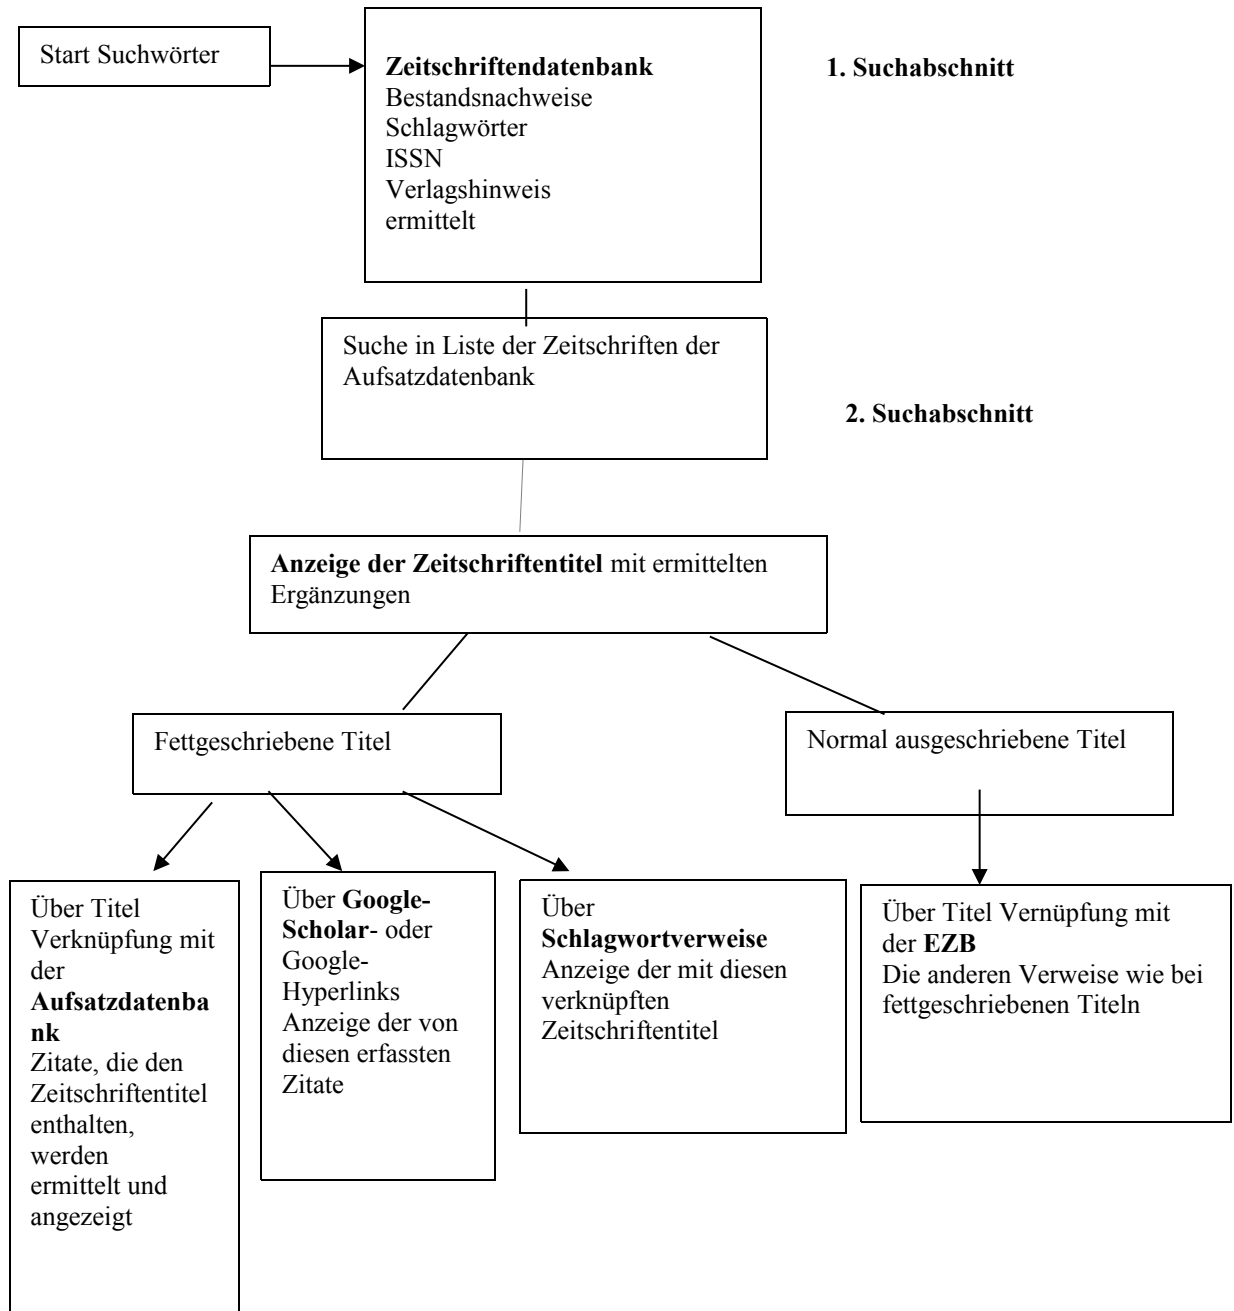 Start Suchwörter
Zeitschriftendatenbank
Bestandsnachweise
Schlagwörter
ISSN
Verlagshinweis
ermittelt
1. Suchabschnitt
Suche in Liste der Zeitschriften der
Aufsatzdatenbank
2. Suchabschnitt
Anzeige der Zeitschriftentitel mit ermittelten
Ergänzungen
Fettgeschriebene Titel
Normal ausgeschriebene Titel
Über Titel
Verknüpfung mit
der
Aufsatzdatenba
nk
Zitate, die den
Zeitschriftentitel
enthalten,
werden
ermittelt und
angezeigt
Über Google-
Scholar- oder
Google-
Hyperlinks
Anzeige der von
diesen erfassten
Zitate
Über
Schlagwortverweise
Anzeige der mit diesen
verknüpften
Zeitschriftentitel
Über Titel Vernüpfung mit
der EZB
Die anderen Verweise wie bei
fettgeschriebenen Titeln